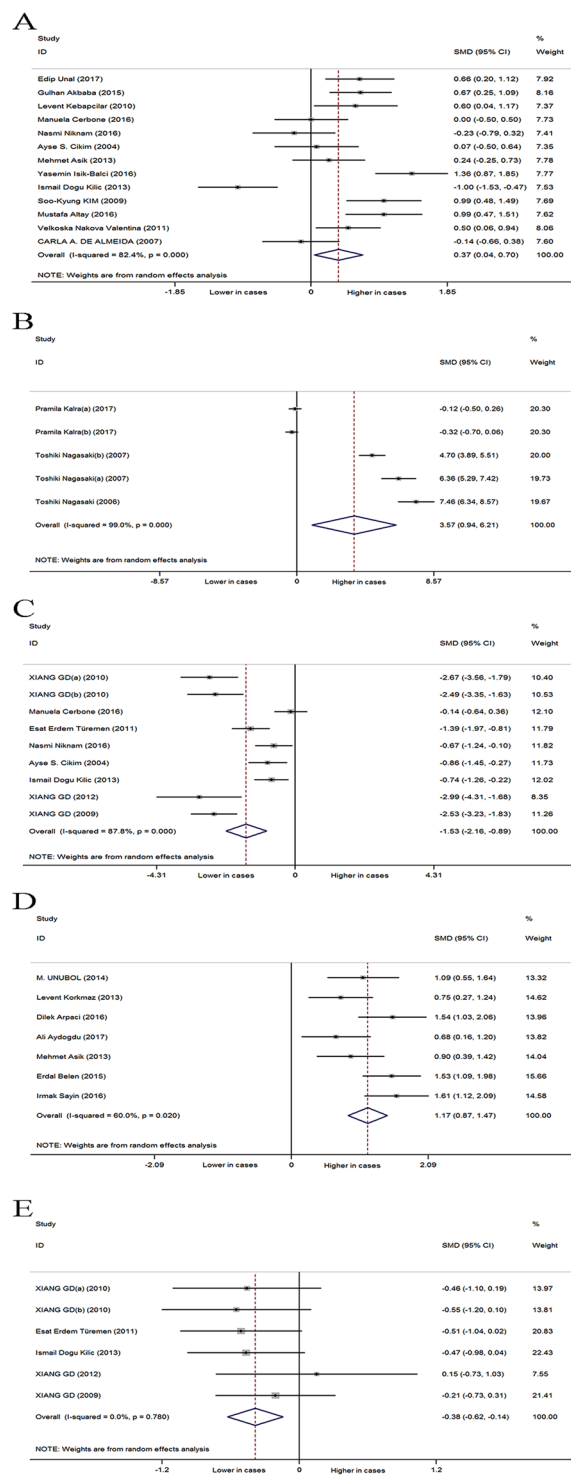 A
Study %
ID SMD (95% CI) Weight
Edip Unal (2017) 0.66 (0.20, 1.12) 7.92
Gulhan Akbaba (2015) 0.67 (0.25, 1.09) 8.16
Levent Kebapcilar (2010) 0.60 (0.04, 1.17) 7.37
Manuela Cerbone (2016) 0.00 (-0.50, 0.50) 7.73
Nasmi Niknam (2016) -0.23 (-0.79, 0.32) 7.41
Ayse S. Cikim (2004) 0.07 (-0.50, 0.64) 7.35
Mehmet Asik (2013) 0.24 (-0.25, 0.73) 7.78
Yasemin Isik-Balci (2016) 1.36 (0.87, 1.85) 7.77
Ismail Dogu Kilic (2013) -1.00 (-1.53, -0.47) 7.53
Soo-Kyung KIM (2009) 0.99 (0.48, 1.49) 7.69
Mustafa Altay (2016) 0.99 (0.47, 1.51) 7.62
Velkoska Nakova Valentina (2011) 0.50 (0.06, 0.94) 8.06
CARLA A. DE ALMEIDA (2007) -0.14 (-0.66, 0.38) 7.60
Overall (I-squared = 82.4%, p = 0.000) 0.37 (0.04, 0.70) 100.00
NOTE: Weights are from random effects analysis
-1.85 Lower in cases 0 Higher in cases 1.85
B
Study %
ID SMD (95% CI) Weight
Pramila Kalra(a) (2017) -0.12 (-0.50, 0.26) 20.30
Pramila Kalra(b) (2017) -0.32 (-0.70, 0.06) 20.30
Toshiki Nagasaki(b) (2007) 4.70 (3.89, 5.51) 20.00
Toshiki Nagasaki(a) (2007) 6.36 (5.29, 7.42) 19.73
Toshiki Nagasaki (2006) 7.46 (6.34, 8.57) 19.67
Overall (I-squared = 99.0%, p = 0.000) 3.57 (0.94, 6.21) 100.00
NOTE: Weights are from random effects analysis
-8.57 Lower in cases 0 Higher in cases 8.57
C
Study %
ID SMD (95% CI) Weight
XIANG GD(a) (2010) -2.67 (-3.56, -1.79) 10.40
XIANG GD(b) (2010) -2.49 (-3.35, -1.63) 10.53
Manuela Cerbone (2016) -0.14 (-0.64, 0.36) 12.10
Esat Erdem Türemen (2011) -1.39 (-1.97, -0.81) 11.79
Nasmi Niknam (2016) -0.67 (-1.24, -0.10) 11.82
Ayse S. Cikim (2004) -0.86 (-1.45, -0.27) 11.73
Ismail Dogu Kilic (2013) -0.74 (-1.26, -0.22) 12.02
XIANG GD (2012) -2.99 (-4.31, -1.68) 8.35
XIANG GD (2009) -2.53 (-3.23, -1.83) 11.26
Overall (I-squared = 87.8%, p = 0.000) -1.53 (-2.16, -0.89) 100.00
NOTE: Weights are from random effects analysis
-4.31 Lower in cases 0 Higher in cases 4.31
D
Study %
ID SMD (95% CI) Weight
M. UNUBOL (2014) 1.09 (0.55, 1.64) 13.32
Levent Korkmaz (2013) 0.75 (0.27, 1.24) 14.62
Dilek Arpaci (2016) 1.54 (1.03, 2.06) 13.96
Ali Aydogdu (2017) 0.68 (0.16, 1.20) 13.82
Mehmet Asik (2013) 0.90 (0.39, 1.42) 14.04
Erdal Belen (2015) 1.53 (1.09, 1.98) 15.66
Irmak Sayin (2016) 1.61 (1.12, 2.09) 14.58
Overall (I-squared = 60.0%, p = 0.020) 1.17 (0.87, 1.47) 100.00
NOTE: Weights are from random effects analysis
-2.09 Lower in cases 0 Higher in cases 2.09
E
Study %
ID SMD (95% CI) Weight
XIANG GD(a) (2010) -0.46 (-1.10, 0.19) 13.97
XIANG GD(b) (2010) -0.55 (-1.20, 0.10) 13.81
Esat Erdem Türemen (2011) -0.51 (-1.04, 0.02) 20.83
Ismail Dogu Kilic (2013) -0.47 (-0.98, 0.04) 22.43
XIANG GD (2012) 0.15 (-0.73, 1.03) 7.55
XIANG GD (2009) -0.21 (-0.73, 0.31) 21.41
Overall (I-squared = 0.0%, p = 0.780) -0.38 (-0.62, -0.14) 100.00
NOTE: Weights are from random effects analysis
-1.2 Lower in cases 0 Higher in cases 1.2